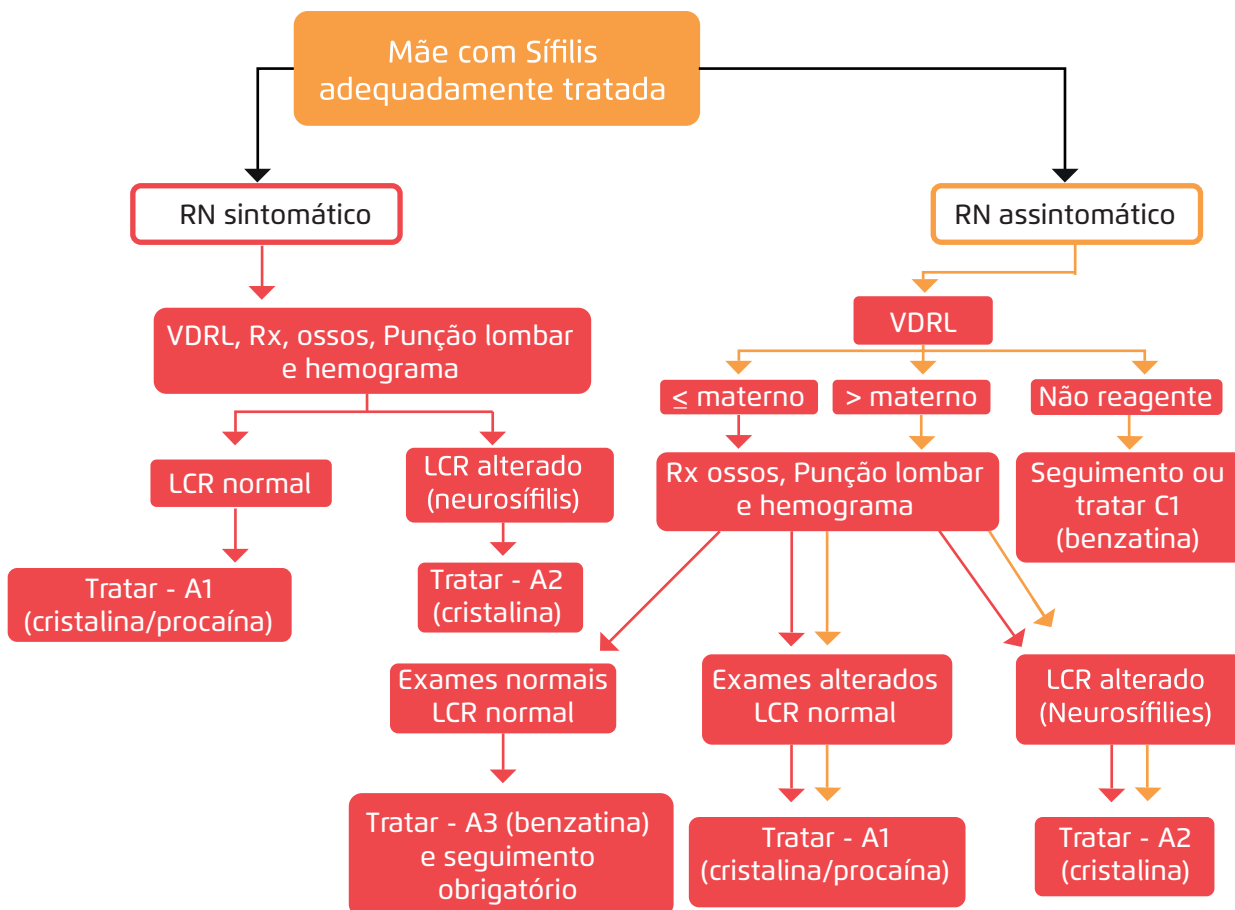 Mãe com Sífilis
adequadamente tratada
RN sintomático
RN assintomático
VDRL, Rx, ossos, Punção lombar
e hemograma
VDRL
≤ materno
> materno
Não reagente
LCR normal
LCR alterado
(neurosífilis)
Rx ossos, Punção lombar
e hemograma
Seguimento ou
tratar C1
(benzatina)
Tratar - A1
(cristalina/procaína)
Tratar - A2
(cristalina)
Exames normais
LCR normal
Exames alterados
LCR normal
LCR alterado
(Neurosífilies)
Tratar - A3 (benzatina)
e seguimento
obrigatório
Tratar - A1
(cristalina/procaína)
Tratar - A2
(cristalina)